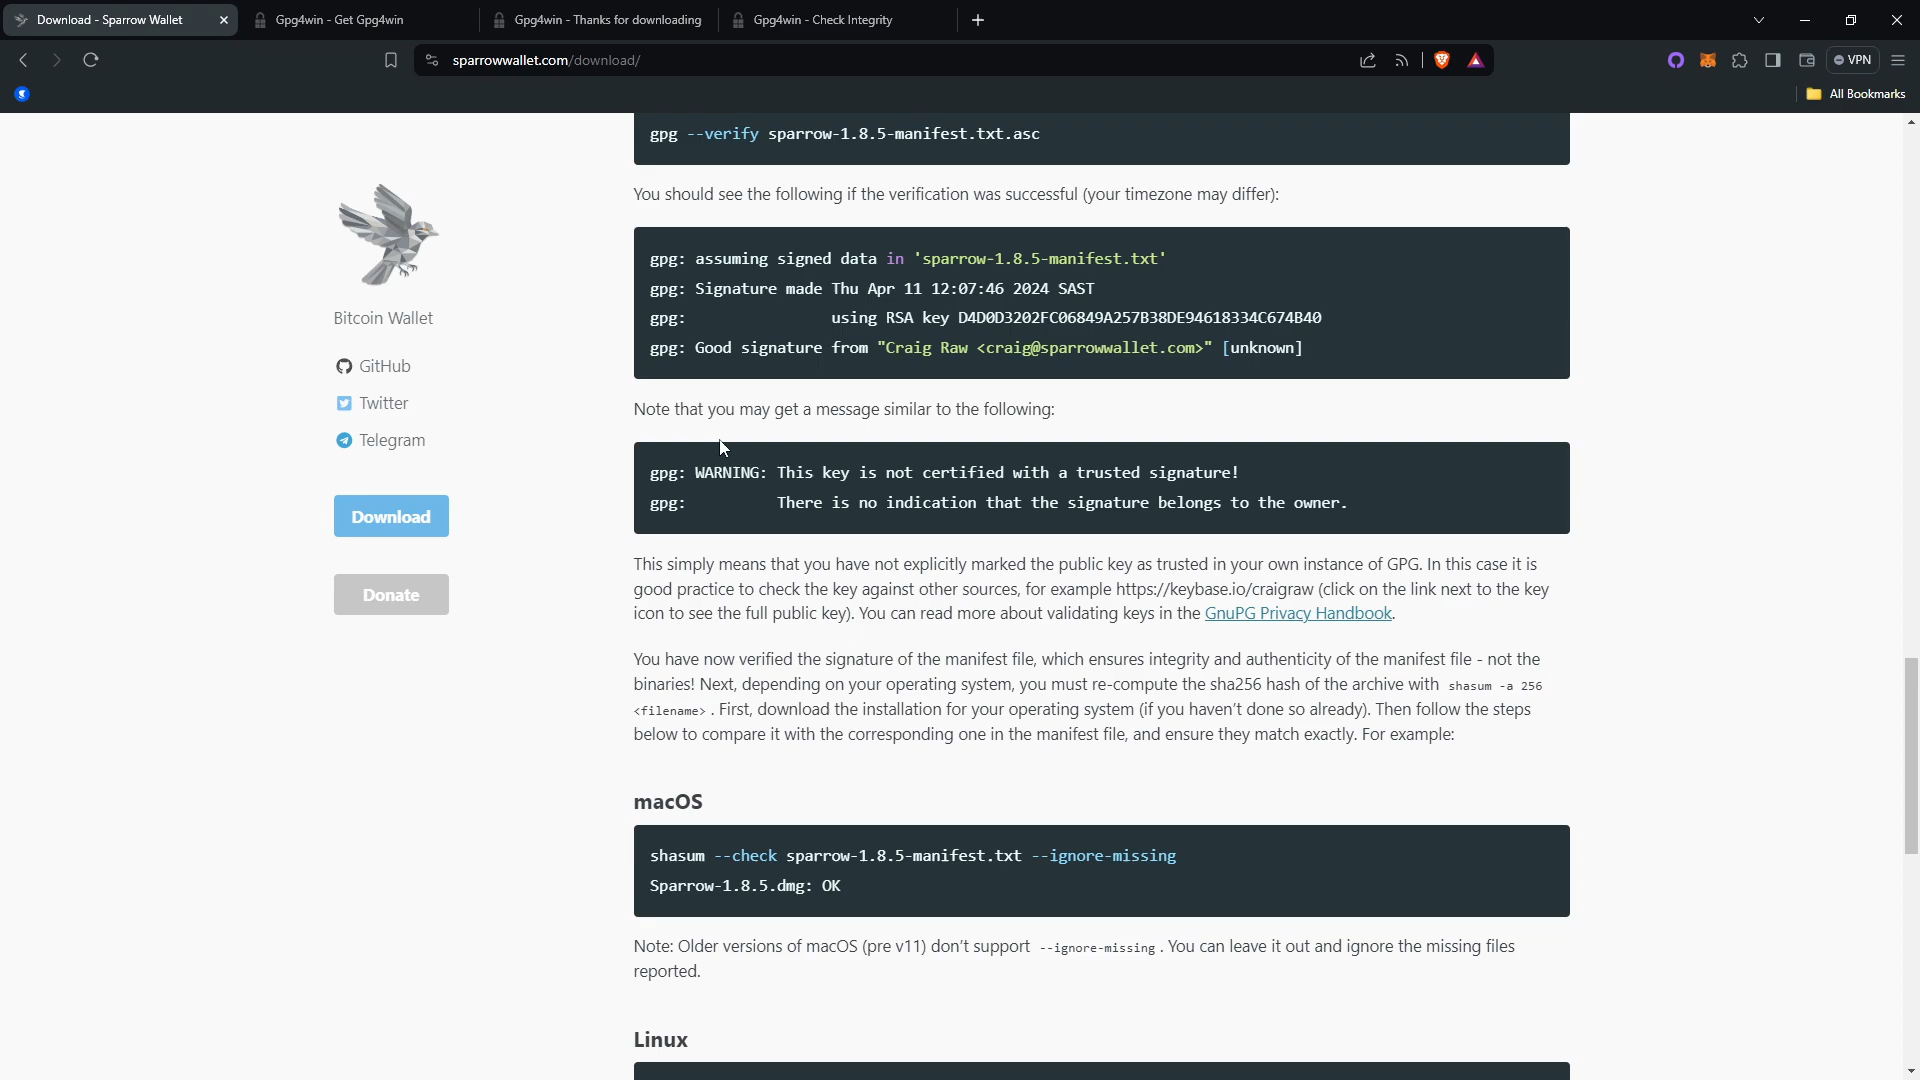 Download - Sparrow Wallet
Gpg4win - Get Gpg4win
Gpg4win - Thanks for downloading
Gpg4win - Check Integrity
sparrowwallet.com/download/
VPN
All Bookmarks
Bitcoin Wallet
GitHub
Twitter
Telegram
Download
Donate
gpg --verify sparrow-1.8.5-manifest.txt.asc
You should see the following if the verification was successful (your timezone may differ):
gpg: assuming signed data in 'sparrow-1.8.5-manifest.txt'
gpg: Signature made Thu Apr 11 12:07:46 2024 SAST
gpg: using RSA key D4D0D3202FC06849A257B38DE94618334C674B40
gpg: Good signature from "Craig Raw <craig@sparrowwallet.com>" [unknown]
Note that you may get a message similar to the following:
gpg: WARNING: This key is not certified with a trusted signature!
gpg: There is no indication that the signature belongs to the owner.
This simply means that you have not explicitly marked the public key as trusted in your own instance of GPG. In this case it is
good practice to check the key against other sources, for example https://keybase.io/craigraw (click on the link next to the key
icon to see the full public key). You can read more about validating keys in the GnuPG Privacy Handbook.
You have now verified the signature of the manifest file, which ensures integrity and authenticity of the manifest file - not the
binaries! Next, depending on your operating system, you must re-compute the sha256 hash of the archive with shasum -a 256
<filename> . First, download the installation for your operating system (if you haven't done so already). Then follow the steps
below to compare it with the corresponding one in the manifest file, and ensure they match exactly. For example:
macOS
shasum --check sparrow-1.8.5-manifest.txt --ignore-missing
Sparrow-1.8.5.dmg: OK
Note: Older versions of macOS (pre v11) don't support --ignore-missing . You can leave it out and ignore the missing files
reported.
Linux